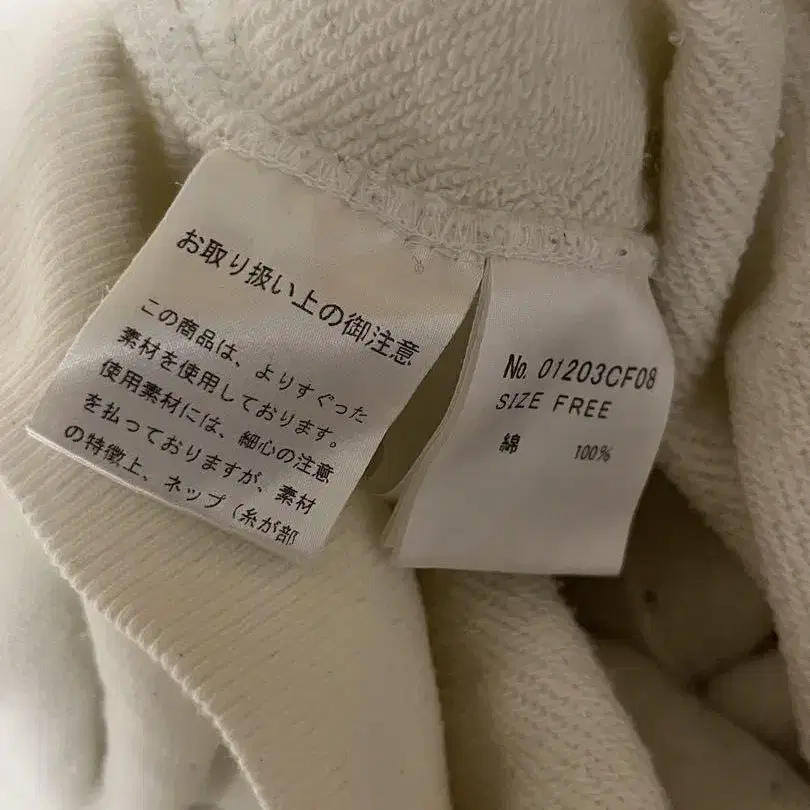 お取り扱い上の御注意
この商品は、よりすぐった
素材を使用しております。
使用素材には、細心の注意
を払っておりますが、素材
の特徴上、ネップ（糸が部
No. 01203CF08
SIZE FREE
綿 100%